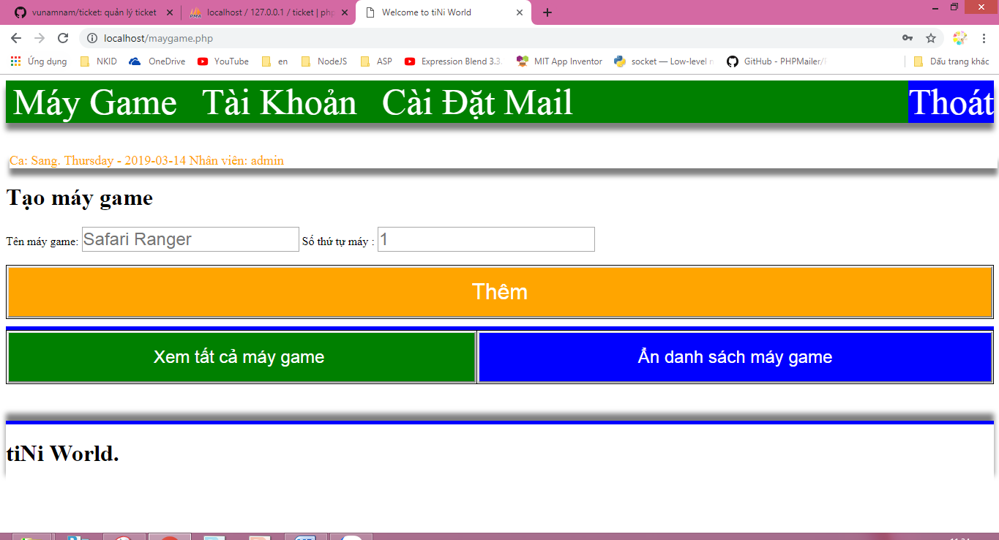 vunamnam/ticket: quản lý ticket
localhost / 127.0.0.1 / ticket | php
Welcome to tiNi World
localhost/maygame.php
Ứng dụng NKID OneDrive YouTube en NodeJS ASP Expression Blend 3.3. MIT App Inventor socket — Low-level n GitHub - PHPMailer/ Dấu trang khác
Máy Game Tài Khoản Cài Đặt Mail Thoát
Ca: Sang. Thursday - 2019-03-14 Nhân viên: admin
Tạo máy game
Tên máy game: Safari Ranger Số thứ tự máy : 1
Thêm
Xem tất cả máy game Ẩn danh sách máy game
tiNi World.